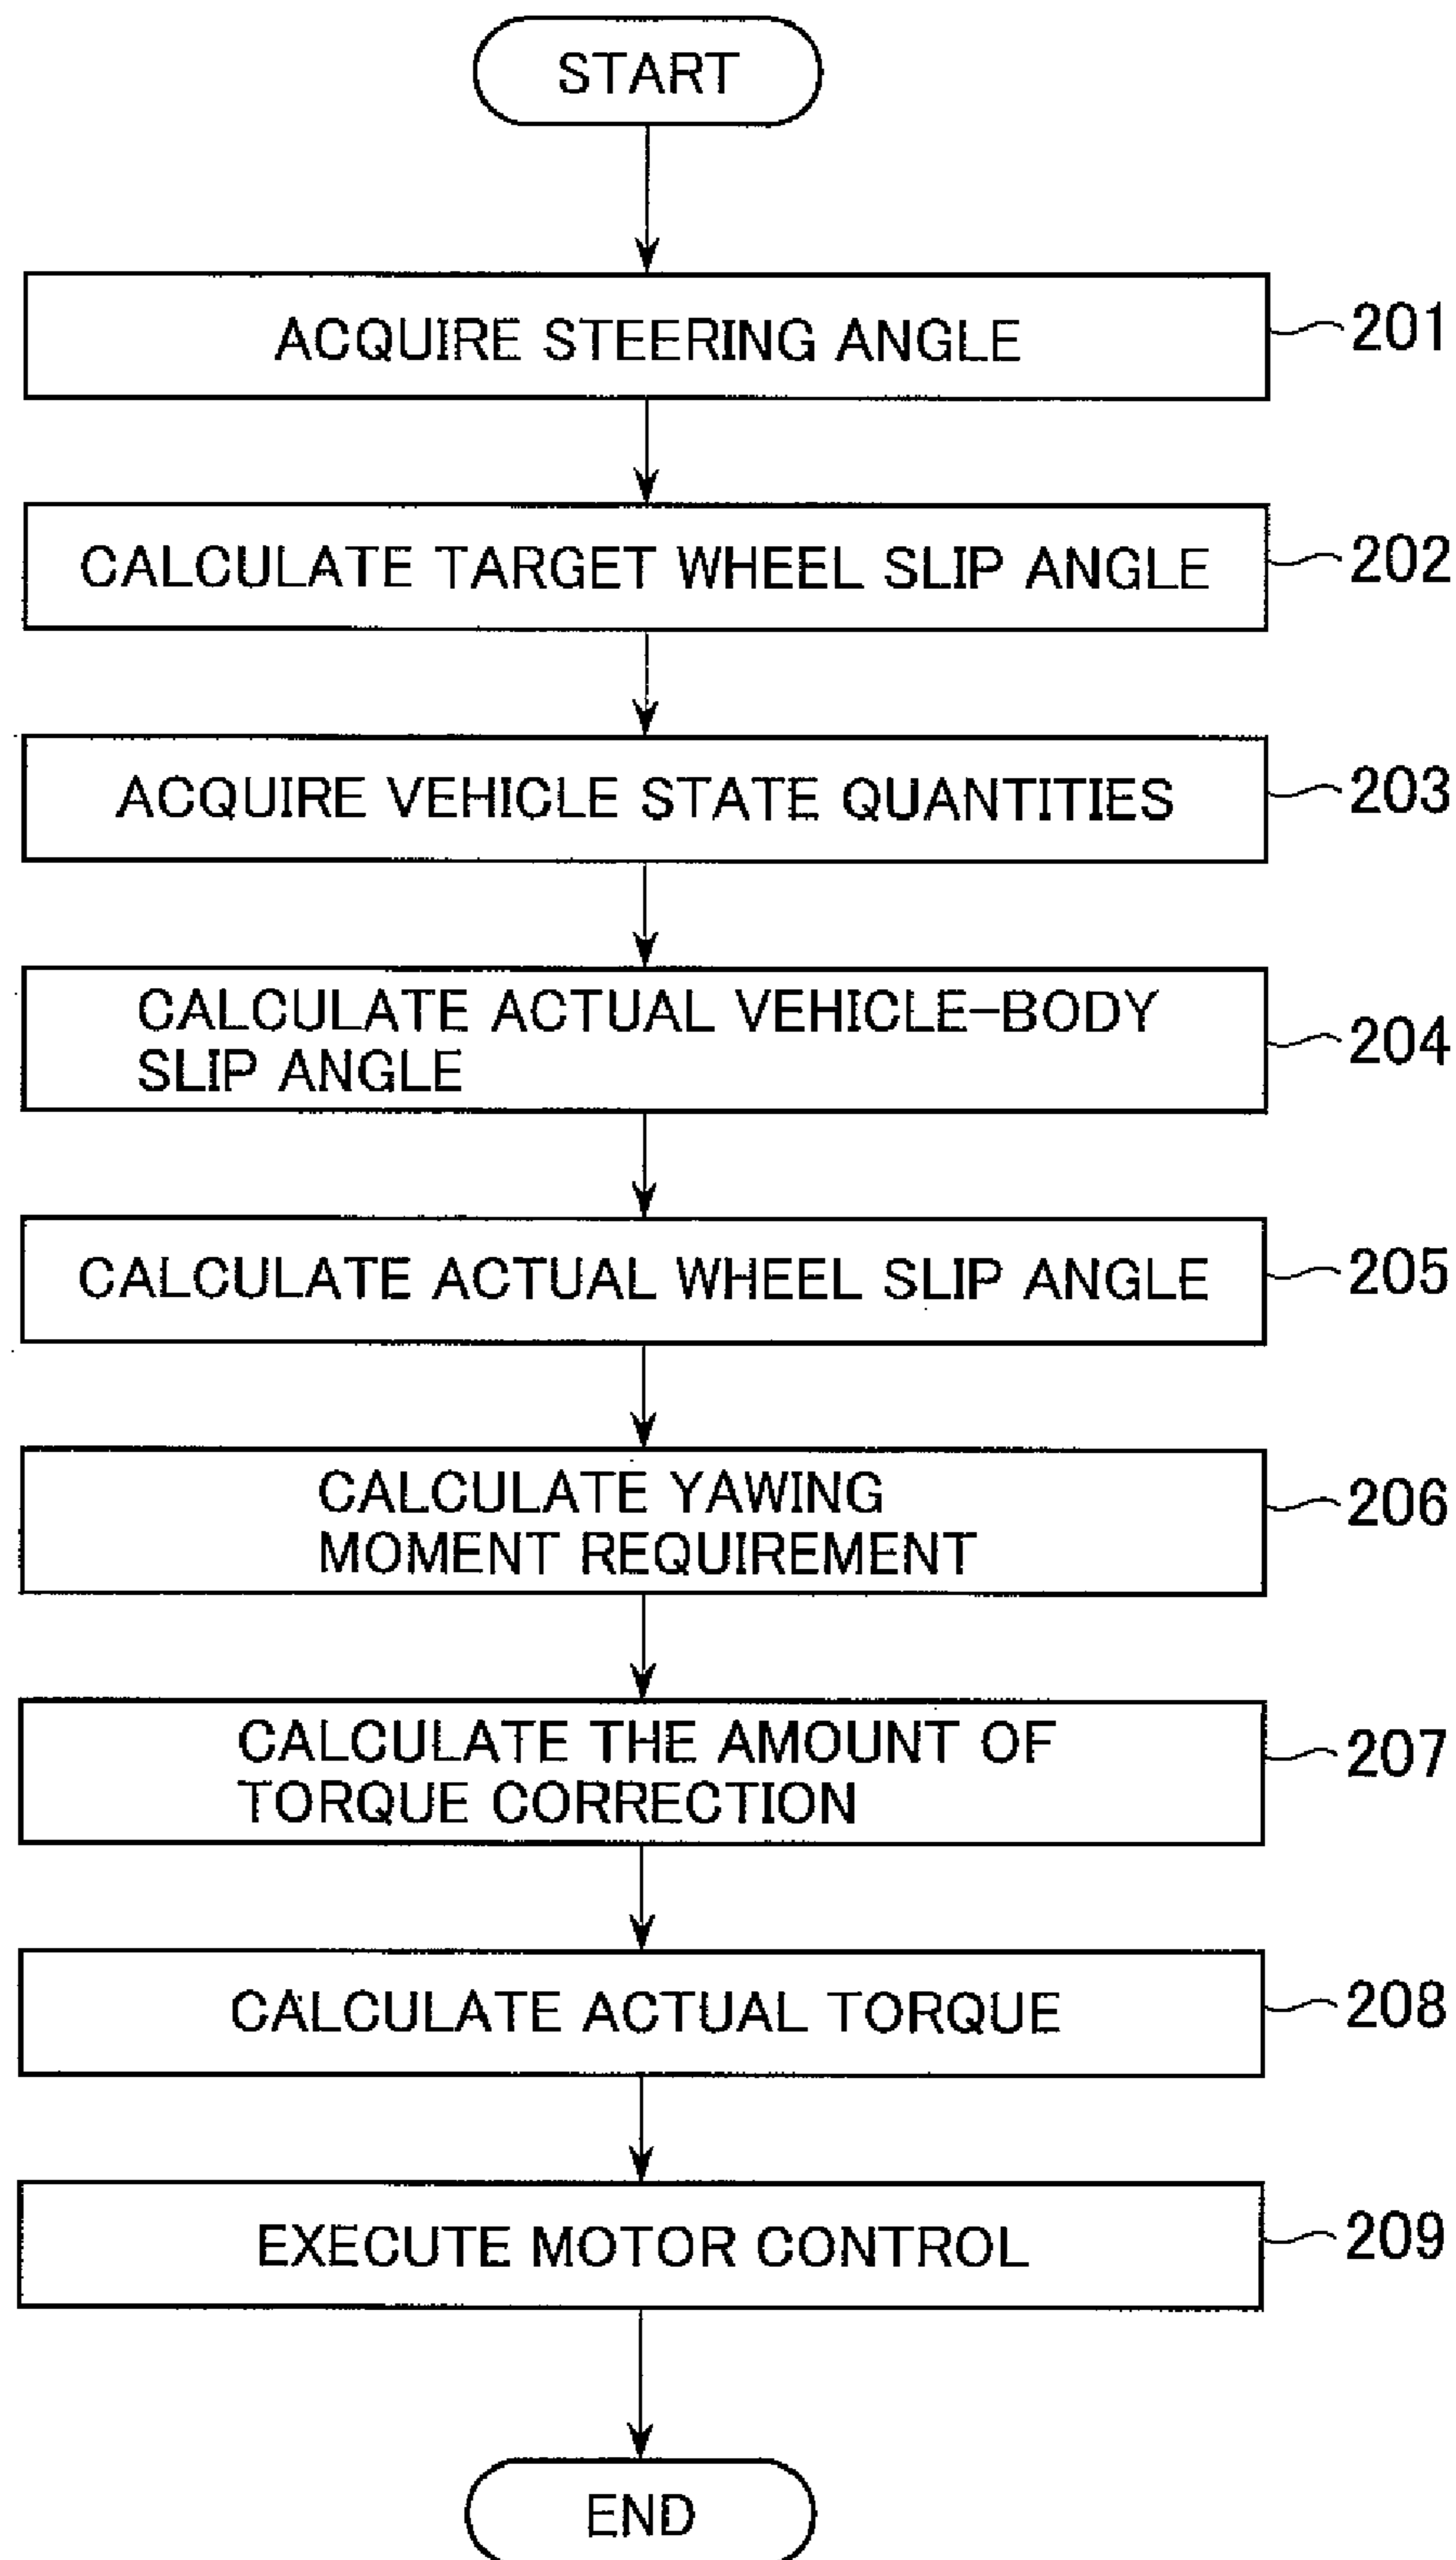 START
ACQUIRE STEERING ANGLE
201
CALCULATE TARGET WHEEL SLIP ANGLE
202
ACQUIRE VEHICLE STATE QUANTITIES
203
CALCULATE ACTUAL VEHICLE-BODY
SLIP ANGLE
204
CALCULATE ACTUAL WHEEL SLIP ANGLE
205
CALCULATE YAWING
MOMENT REQUIREMENT
206
CALCULATE THE AMOUNT OF
TORQUE CORRECTION
207
CALCULATE ACTUAL TORQUE
208
EXECUTE MOTOR CONTROL
209
END